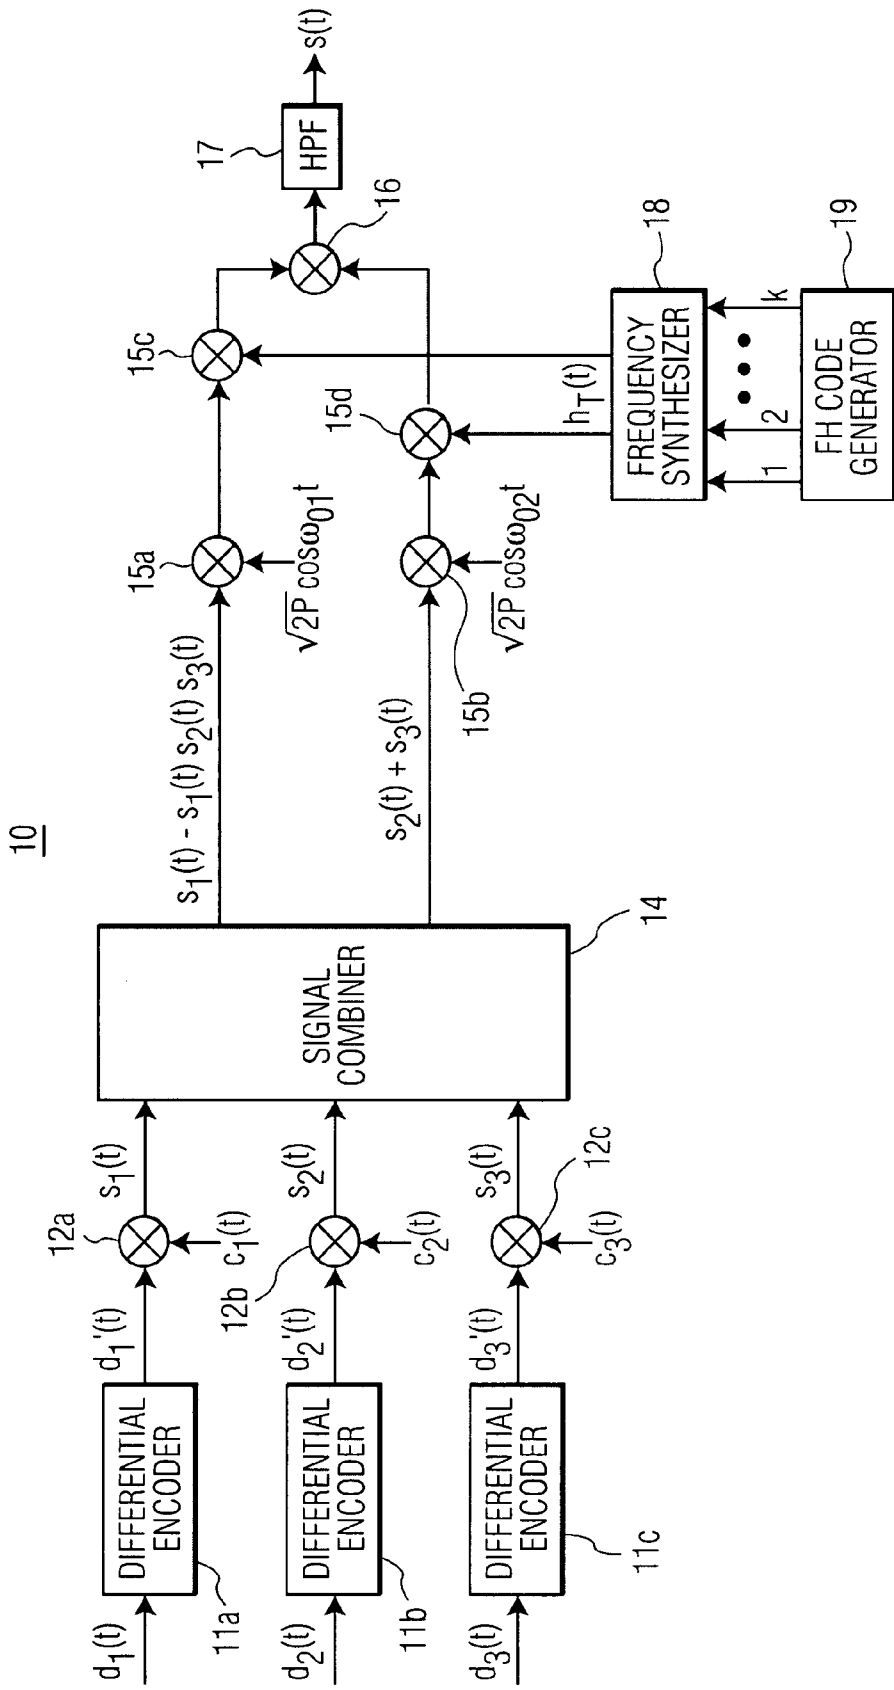 10
d1(t)
DIFFERENTIAL
ENCODER
11a
d1'(t)
12a
c1(t)
s1(t)
d2(t)
DIFFERENTIAL
ENCODER
11b
d2'(t)
12b
c2(t)
s2(t)
d3(t)
DIFFERENTIAL
ENCODER
11c
d3'(t)
12c
c3(t)
s3(t)
SIGNAL
COMBINER
14
s1(t) - s1(t) s2(t) s3(t)
s2(t) + s3(t)
15a
√2P cosω01t
15b
√2P cosω02t
15c
15d
hT(t)
16
17
HPF
s(t)
FREQUENCY
SYNTHESIZER
18
1
2
k
FH CODE
GENERATOR
19